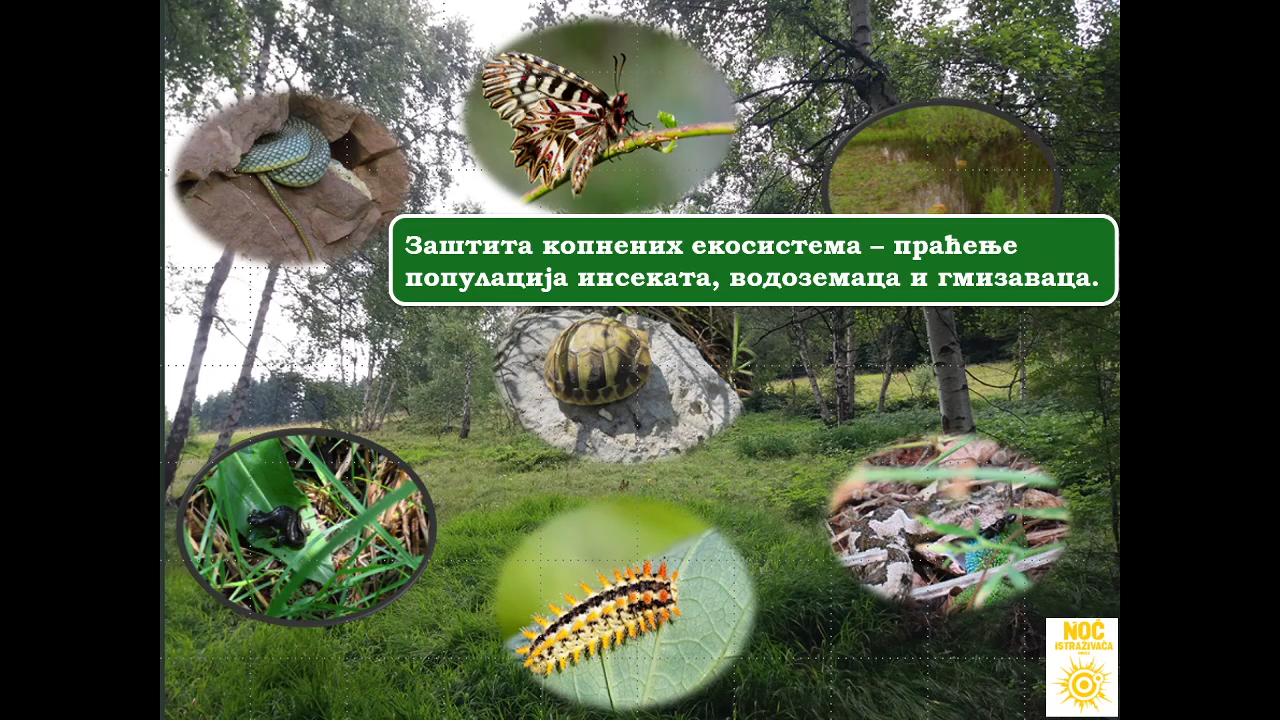 Заштита копнених екосистема – праћење
популација инсеката, водоземаца и гмизаваца.
NOĆ
iSTRAŽiVAČA